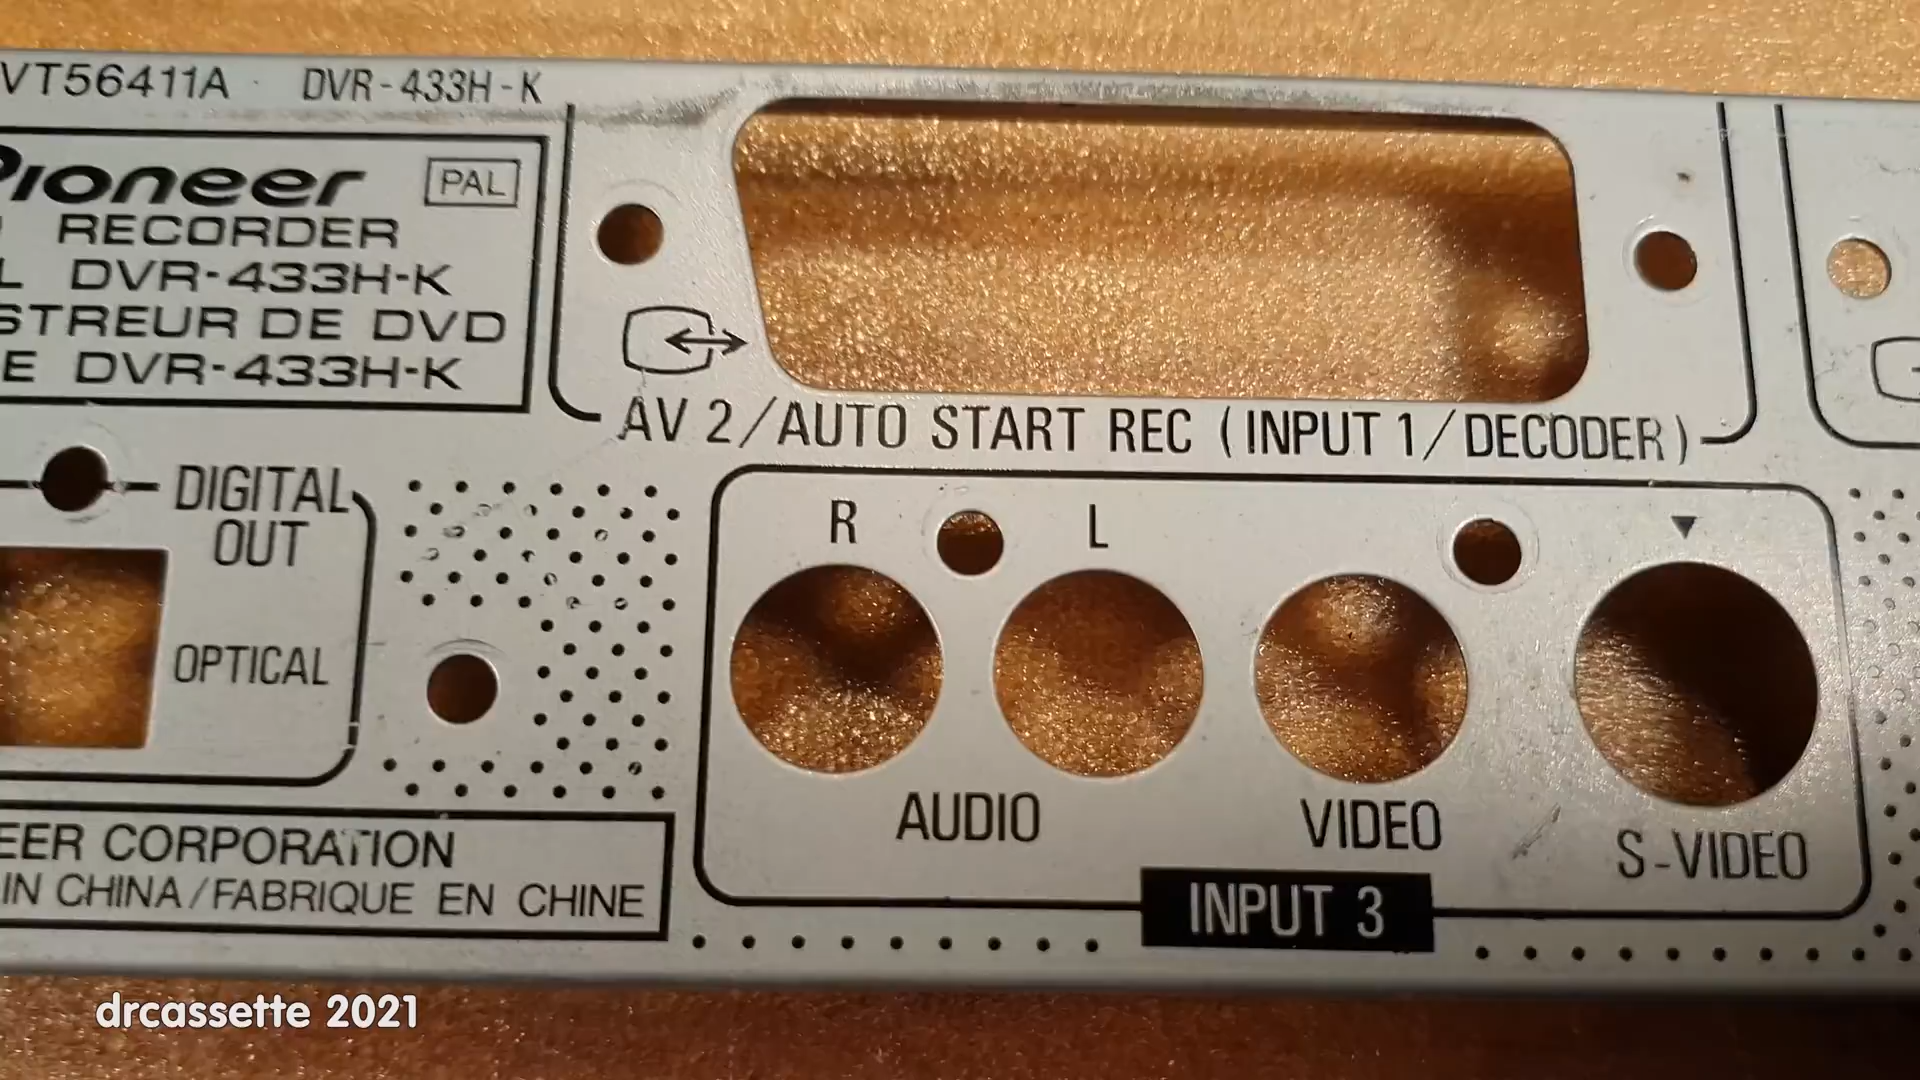 VT56411A DVR-433H-K
Pioneer PAL
RECORDER
L DVR-433H-K
STREUR DE DVD
E DVR-433H-K
AV 2/AUTO START REC (INPUT 1/DECODER)
DIGITAL
OUT
OPTICAL
R L
AUDIO VIDEO S-VIDEO
INPUT 3
EER CORPORATION
IN CHINA/FABRIQUE EN CHINE
drcassette 2021